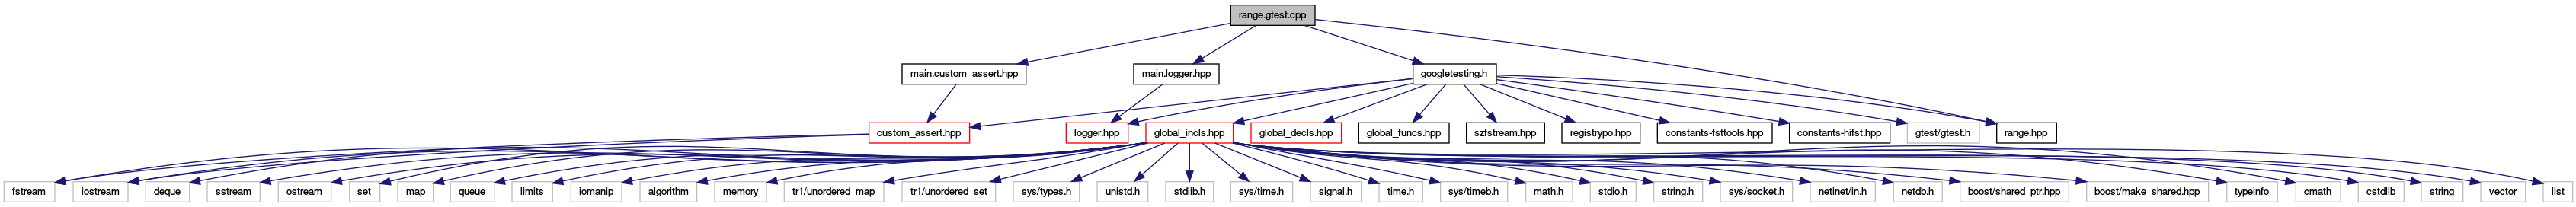 range.gtest.cpp
main.custom_assert.hpp
main.logger.hpp
googletesting.h
custom_assert.hpp
logger.hpp
global_incls.hpp
global_decls.hpp
global_funcs.hpp
szfstream.hpp
registrypo.hpp
constants-fsttools.hpp
constants-hifst.hpp
gtest/gtest.h
range.hpp
fstream
iostream
deque
sstream
ostream
set
map
queue
limits
iomanip
algorithm
memory
tr1/unordered_map
tr1/unordered_set
sys/types.h
unistd.h
stdlib.h
sys/time.h
signal.h
time.h
sys/timeb.h
math.h
stdio.h
string.h
sys/socket.h
netinet/in.h
netdb.h
boost/shared_ptr.hpp
boost/make_shared.hpp
typeinfo
cmath
cstdlib
string
vector
list